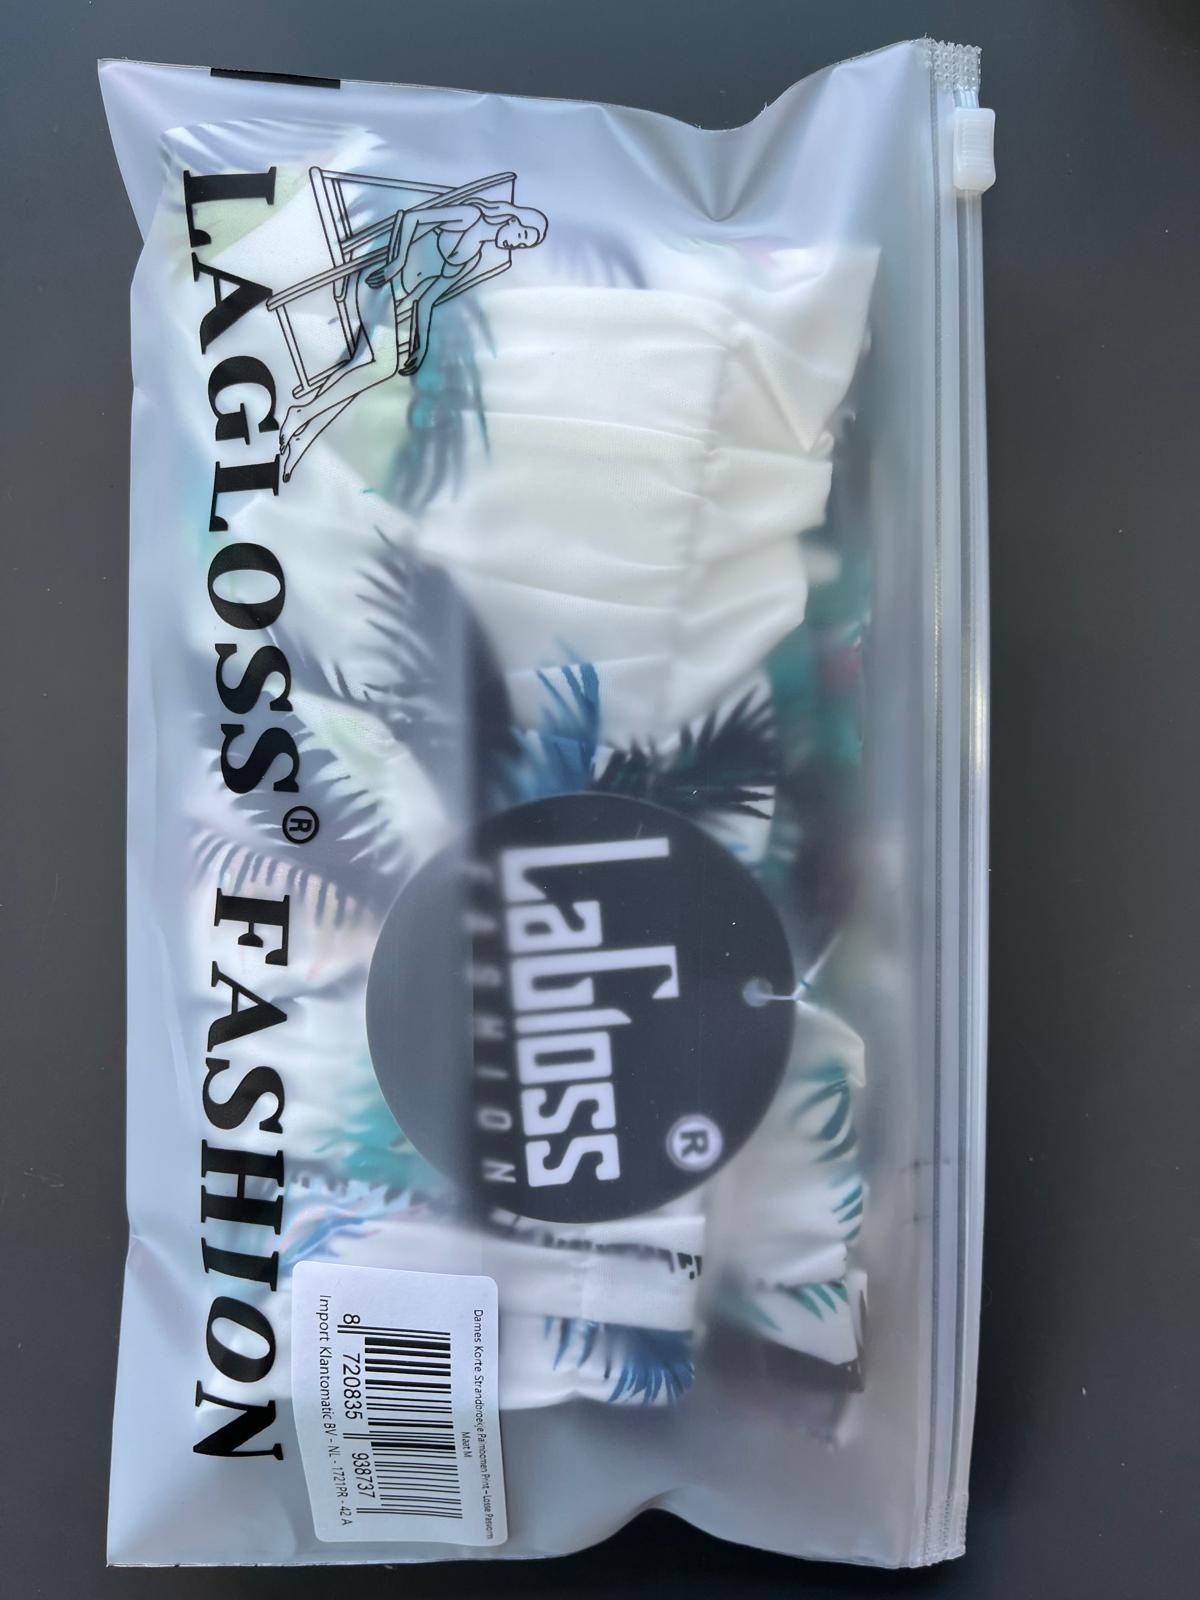 LAGLOSS® FASHION
LaGloss®
FASHION
Dames Korte Strandbroekje Palmbomen Print - Losse Pasvorm
Maat M
8 720835 938737
Import Klantomatic BV - NL - 1721PR - 42 A